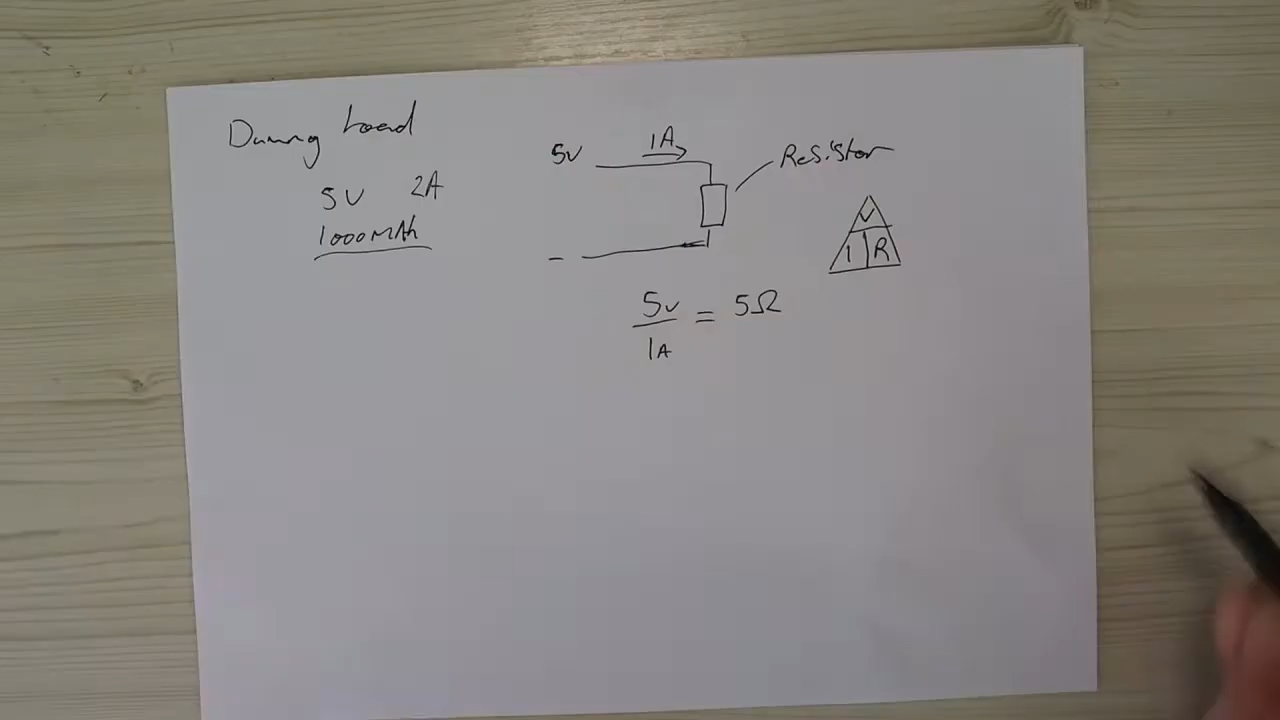 Dummy Load
5V 2A
1000MAh
5V 1A Resistor
-
V
I R
5V
1A
= 5Ω